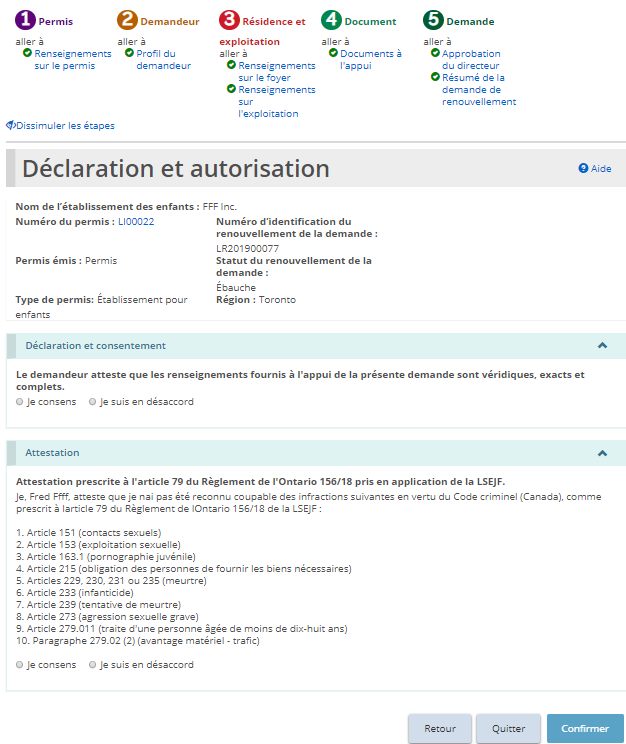 1 Permis
aller à
Renseignements
sur le permis
2 Demandeur
aller à
Profil du
demandeur
3 Résidence et
exploitation
aller à
Renseignements
sur le foyer
Renseignements
sur
l'exploitation
4 Document
aller à
Documents à
l'appui
5 Demande
aller à
Approbation
du directeur
Résumé de la
demande de
renouvellement
Dissimuler les étapes
Déclaration et autorisation
Aide
Nom de l'établissement des enfants : FFF Inc.
Numéro du permis : LI00022
Numéro d'identification du
renouvellement de la demande :
LR201900077
Permis émis : Permis
Statut du renouvellement de la
demande :
Ébauche
Type de permis: Établissement pour
enfants
Région : Toronto
Déclaration et consentement
Le demandeur atteste que les renseignements fournis à l'appui de la présente demande sont véridiques, exacts et
complets.
Je consens Je suis en désaccord
Attestation
Attestation prescrite à l'article 79 du Règlement de l'Ontario 156/18 pris en application de la LSEJF.
Je, Fred Ffff, atteste que je nai pas été reconnu coupable des infractions suivantes en vertu du Code criminel (Canada), comme
prescrit à larticle 79 du Règlement de lOntario 156/18 de la LSEJF :
1. Article 151 (contacts sexuels)
2. Article 153 (exploitation sexuelle)
3. Article 163.1 (pornographie juvénile)
4. Article 215 (obligation des personnes de fournir les biens nécessaires)
5. Articles 229, 230, 231 ou 235 (meurtre)
6. Article 233 (infanticide)
7. Article 239 (tentative de meurtre)
8. Article 273 (agression sexuelle grave)
9. Article 279.011 (traite d'une personne âgée de moins de dix-huit ans)
10. Paragraphe 279.02 (2) (avantage matériel - trafic)
Je consens Je suis en désaccord
Retour
Quitter
Confirmer